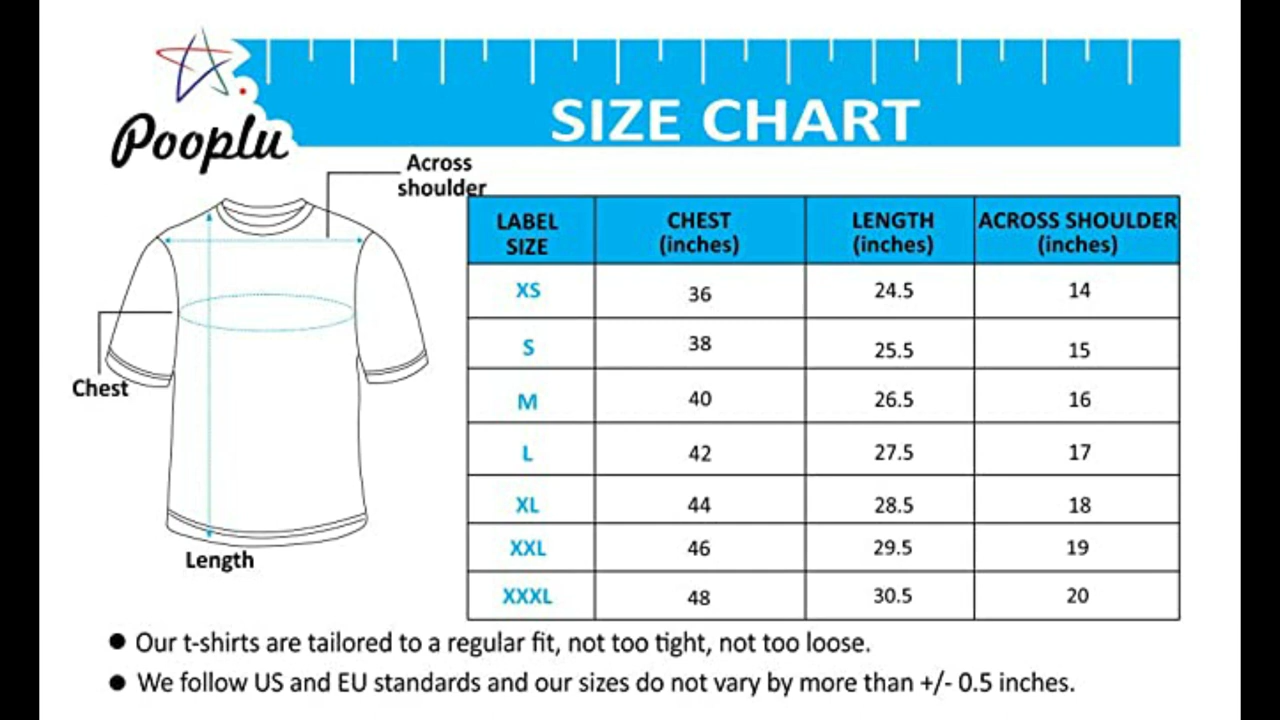 Pooplu
SIZE CHART
Across
shoulder
Chest
Length
LABEL SIZE CHEST (inches) LENGTH (inches) ACROSS SHOULDER (inches)
XS 36 24.5 14
S 38 25.5 15
M 40 26.5 16
L 42 27.5 17
XL 44 28.5 18
XXL 46 29.5 19
XXXL 48 30.5 20
● Our t-shirts are tailored to a regular fit, not too tight, not too loose.
● We follow US and EU standards and our sizes do not vary by more than +/- 0.5 inches.